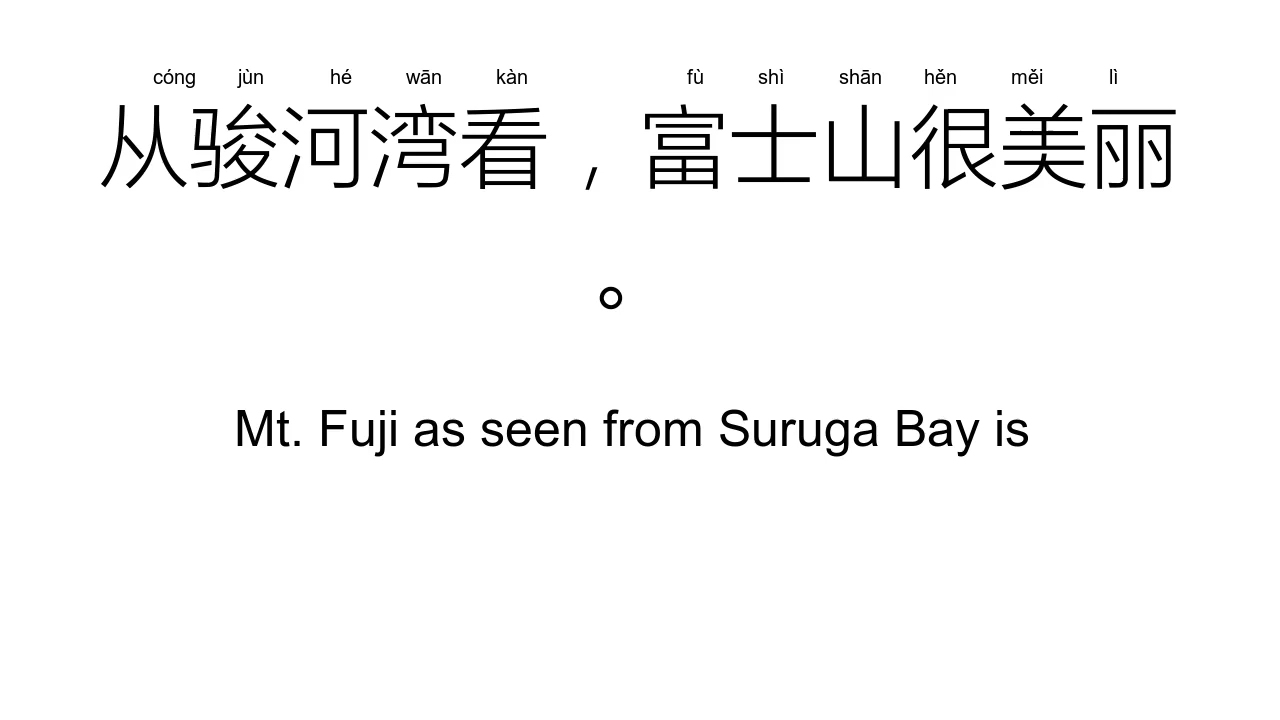 cóng jùn hé wān kàn fù shì shān hěn měi lì
从骏河湾看，富士山很美丽
。
Mt. Fuji as seen from Suruga Bay is